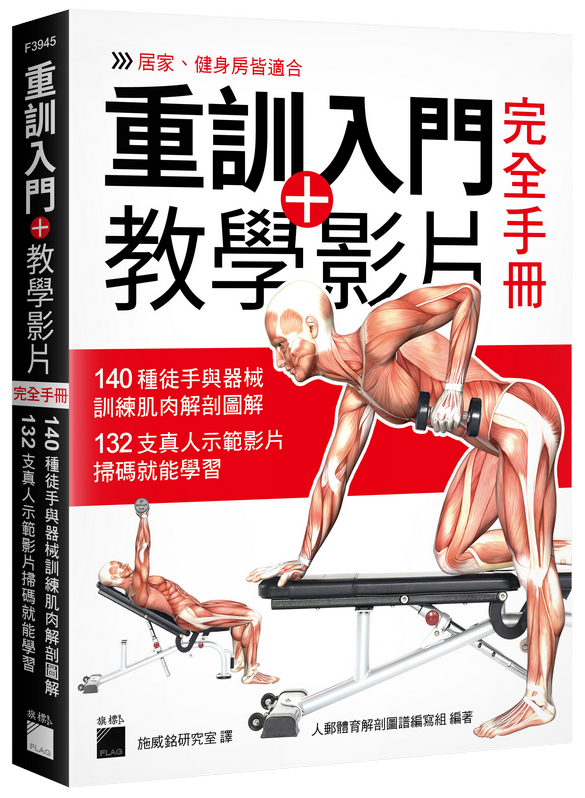 F3945
重訓入門
+
教學影片
完全手冊
140 種徒手與器械訓練肌肉解剖圖解
132 支真人示範影片掃碼就能學習
旗標
FLAG
>>> 居家、健身房皆適合
重訓入門
+
教學影片
完全手冊
140 種徒手與器械
訓練肌肉解剖圖解
132 支真人示範影片
掃碼就能學習
旗標
FLAG
施威銘研究室 譯
人郵體育解剖圖譜編寫組 編著